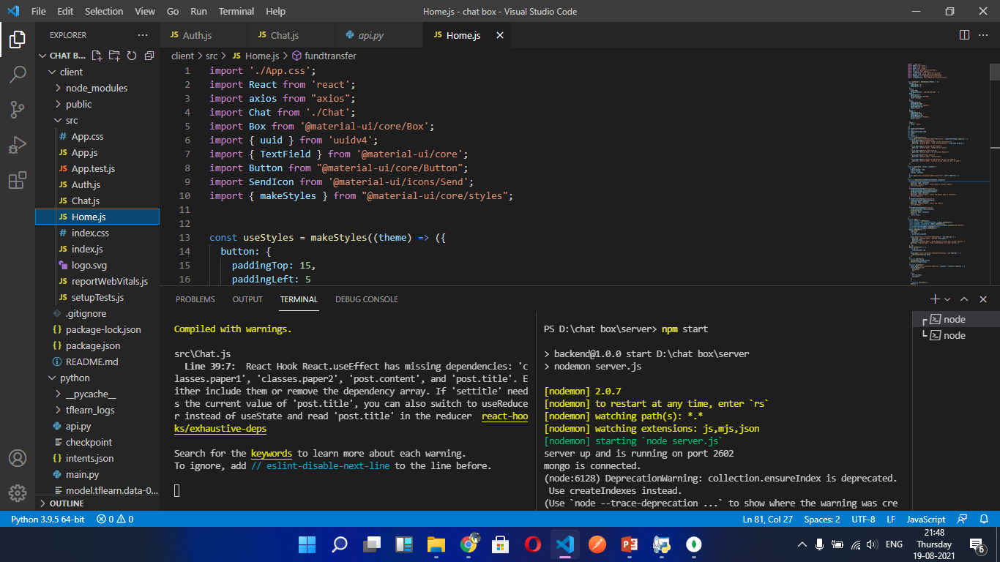 File Edit Selection View Go Run Terminal Help
Home.js - chat box - Visual Studio Code
EXPLORER
CHAT B...
client
node_modules
public
src
# App.css
JS App.js
JS App.test.js
JS Auth.js
JS Chat.js
JS Home.js
# index.css
JS index.js
logo.svg
JS reportWebVitals.js
JS setupTests.js
.gitignore
{} package-lock.json
{} package.json
README.md
python
__pycache__
tflearn_logs
api.py
checkpoint
{} intents.json
main.py
model.tflearn.data-0...
OUTLINE
JS Auth.js JS Chat.js api.py JS Home.js
client > src > JS Home.js > fundtransfer
1 import './App.css';
2 import React from 'react';
3 import axios from "axios";
4 import Chat from './Chat';
5 import Box from '@material-ui/core/Box';
6 import { uuid } from 'uuidv4';
7 import { TextField } from '@material-ui/core';
8 import Button from "@material-ui/core/Button";
9 import SendIcon from '@material-ui/icons/Send';
10 import { makeStyles } from "@material-ui/core/styles";
11
12
13 const useStyles = makeStyles((theme) => ({
14 button: {
15 paddingTop: 15,
16 paddingLeft: 5
PROBLEMS OUTPUT TERMINAL DEBUG CONSOLE
Compiled with warnings.
src\Chat.js
Line 39:7: React Hook React.useEffect has missing dependencies: 'c
lasses.paper1', 'classes.paper2', 'post.content', and 'post.title'. E
ither include them or remove the dependency array. If 'settitle' need
s the current value of 'post.title', you can also switch to useReduce
r instead of useState and read 'post.title' in the reducer react-hoo
ks/exhaustive-deps
Search for the keywords to learn more about each warning.
To ignore, add // eslint-disable-next-line to the line before.
PS D:\chat box\server> npm start
> backend@1.0.0 start D:\chat box\server
> nodemon server.js
[nodemon] 2.0.7
[nodemon] to restart at any time, enter `rs`
[nodemon] watching path(s): *.*
[nodemon] watching extensions: js,mjs,json
[nodemon] starting `node server.js`
server up and is running on port 2602
mongo is connected.
(node:6128) DeprecationWarning: collection.ensureIndex is deprecated.
Use createIndexes instead.
(Use `node --trace-deprecation ...` to show where the warning was cre
node
node
Python 3.9.5 64-bit 0 0
Ln 81, Col 27 Spaces: 2 UTF-8 LF JavaScript
ENG
21:48
Thursday
19-08-2021
6